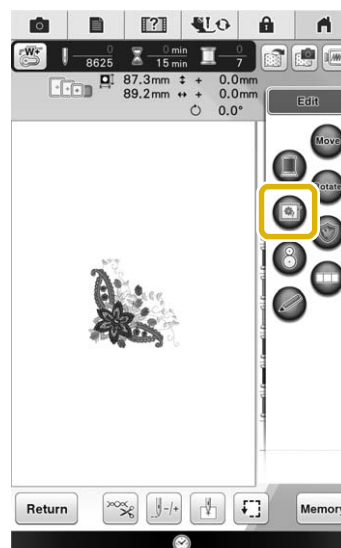 W+
0 0 min 0
8625 15 min 7
87.3mm + 0.0mm
89.2mm + 0.0mm
0.0°
Edit
Move
otate
Return
-/+
Memory